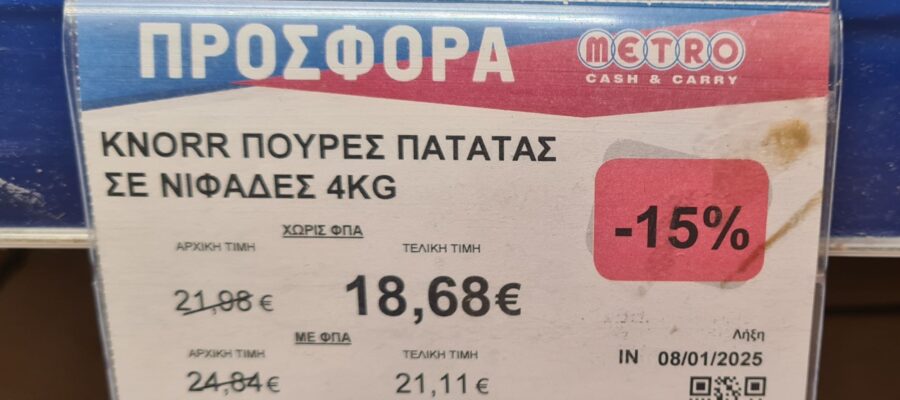 ΠΡΟΣΦΟΡΑ METRO
CASH & CARRY
KNORR ΠΟΥΡΕΣ ΠΑΤΑΤΑΣ
ΣΕ ΝΙΦΑΔΕΣ 4KG
-15%
ΧΩΡΙΣ ΦΠΑ
ΑΡΧΙΚΗ ΤΙΜΗ ΤΕΛΙΚΗ ΤΙΜΗ
21,98 € 18,68€
ΜΕ ΦΠΑ
ΑΡΧΙΚΗ ΤΙΜΗ ΤΕΛΙΚΗ ΤΙΜΗ
24,84 € 21,11 €
Λήξη
IN 08/01/2025